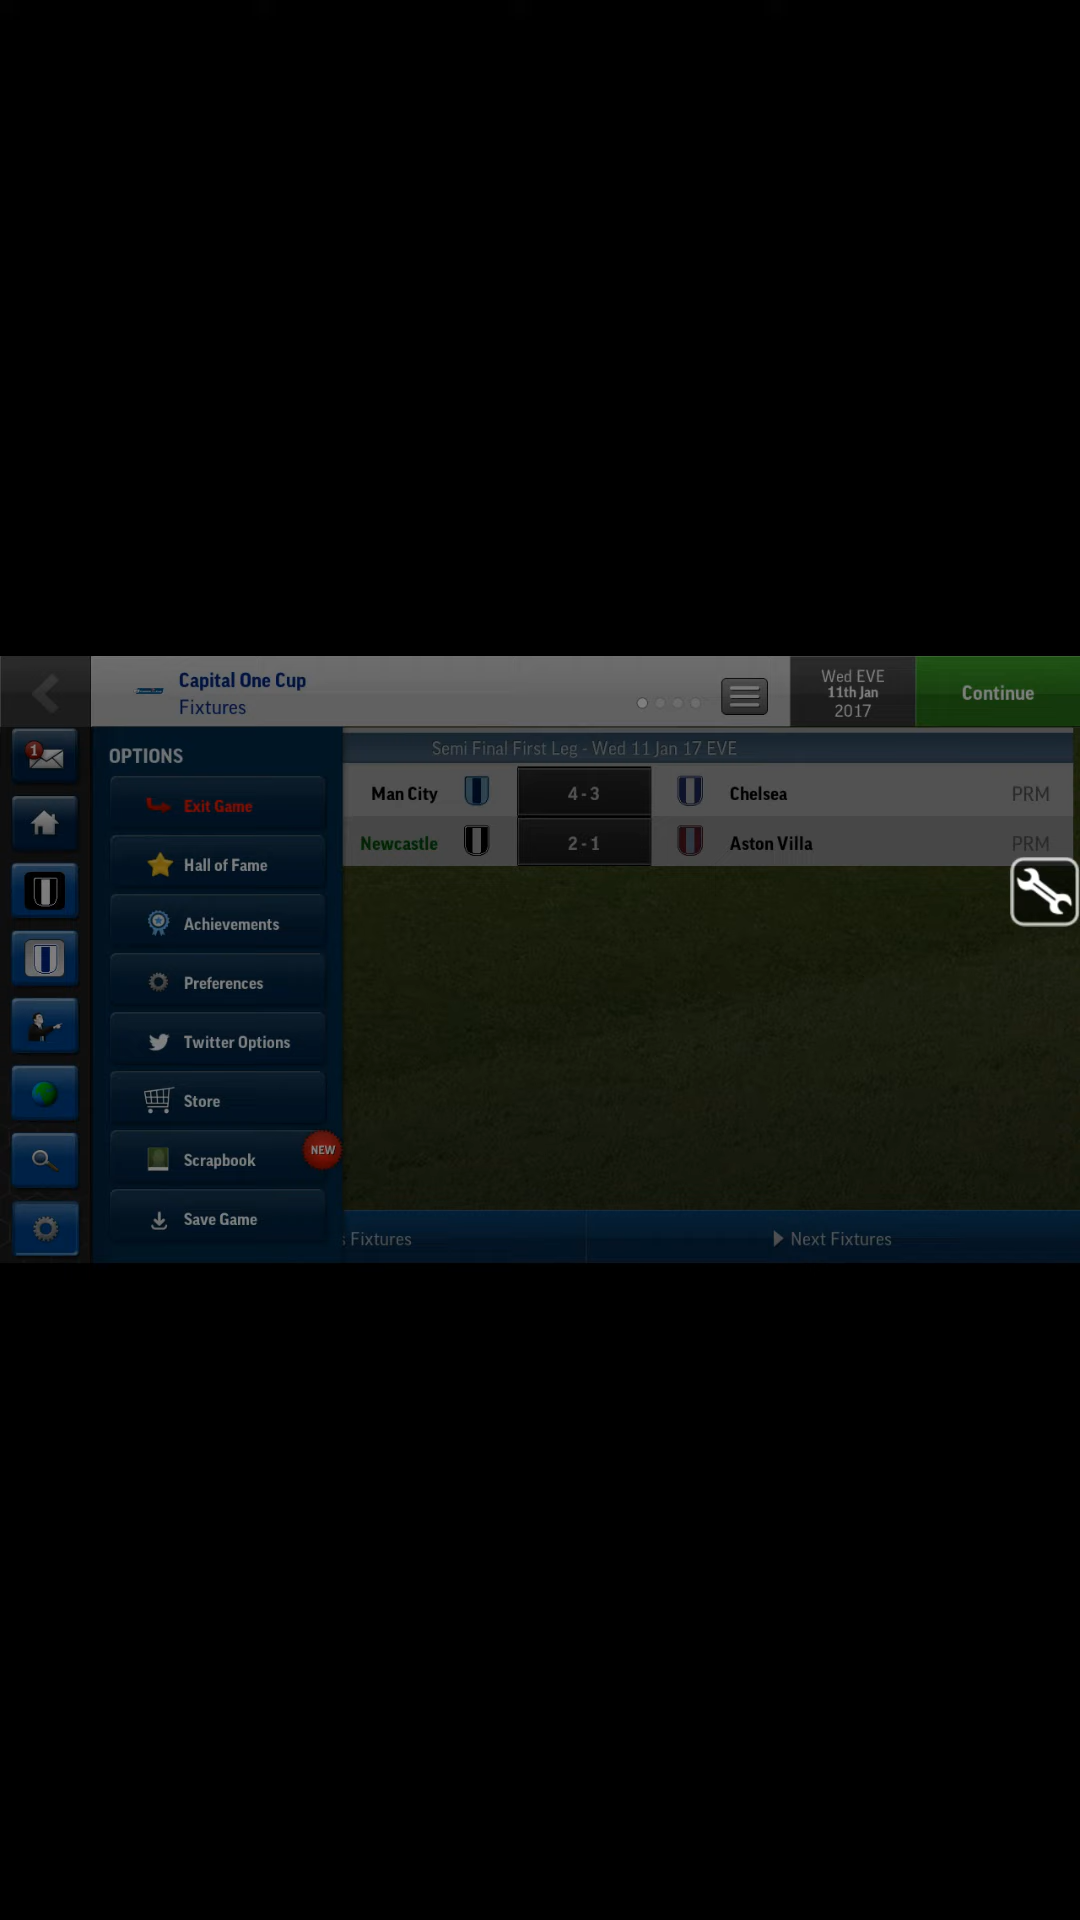 Capital One Cup
Fixtures
Wed EVE
11th Jan
2017
Continue
1
OPTIONS
Exit Game
Hall of Fame
Achievements
Preferences
Twitter Options
Store
Scrapbook
NEW
Save Game
Semi Final First Leg - Wed 11 Jan 17 EVE
Man City 4 - 3 Chelsea PRM
Newcastle 2 - 1 Aston Villa PRM
s Fixtures
Next Fixtures